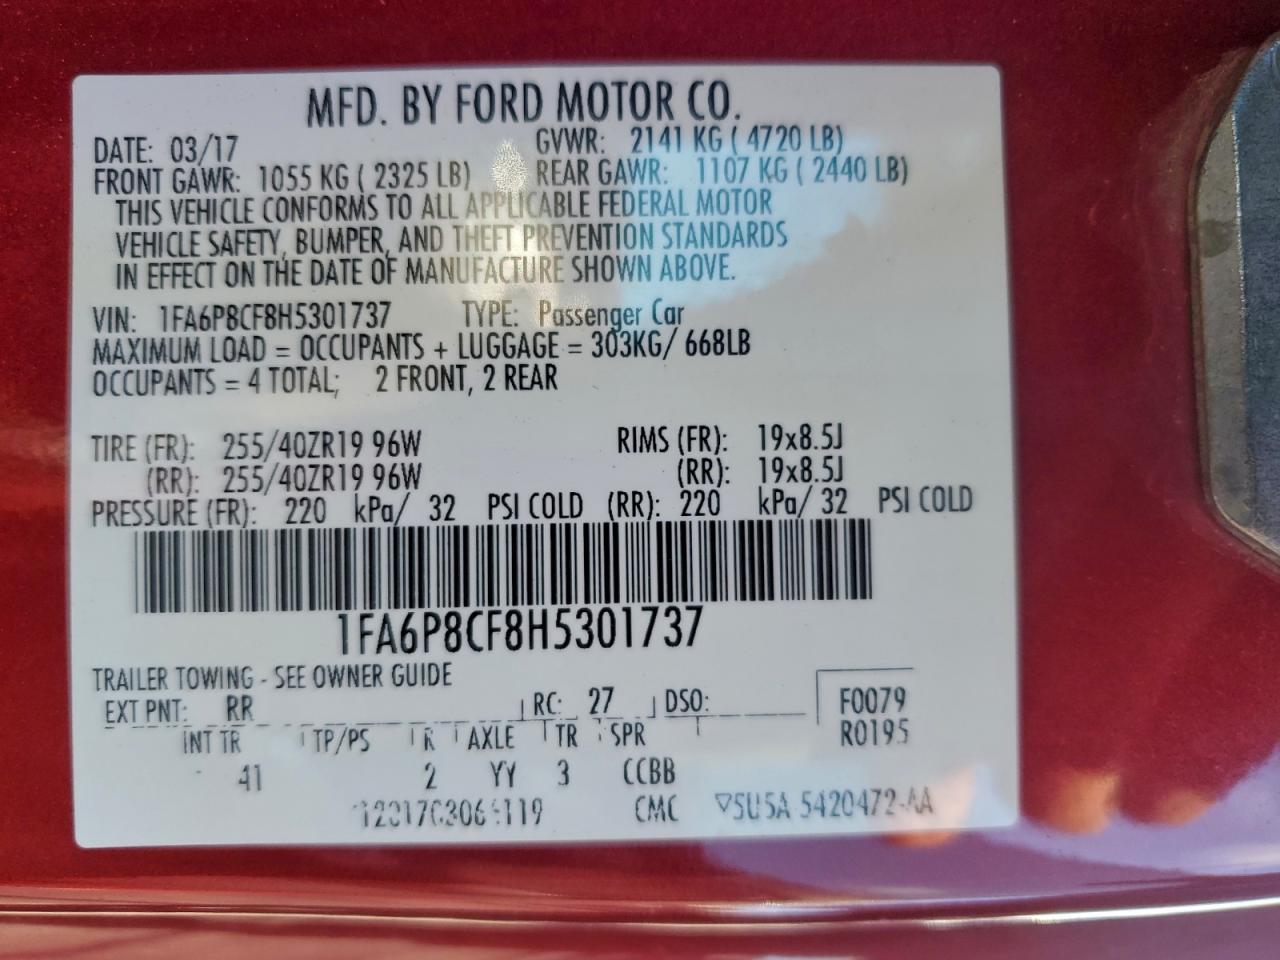 MFD. BY FORD MOTOR CO.
DATE: 03/17 GVWR: 2141 KG ( 4720 LB)
FRONT GAWR: 1055 KG ( 2325 LB) REAR GAWR: 1107 KG ( 2440 LB)
THIS VEHICLE CONFORMS TO ALL APPLICABLE FEDERAL MOTOR
VEHICLE SAFETY, BUMPER, AND THEFT PREVENTION STANDARDS
IN EFFECT ON THE DATE OF MANUFACTURE SHOWN ABOVE.
VIN: 1FA6P8CF8H5301737 TYPE: Passenger Car
MAXIMUM LOAD = OCCUPANTS + LUGGAGE = 303KG/ 668LB
OCCUPANTS = 4 TOTAL; 2 FRONT, 2 REAR
TIRE (FR): 255/40ZR19 96W RIMS (FR): 19x8.5J
(RR): 255/40ZR19 96W (RR): 19x8.5J
PRESSURE (FR): 220 kPa/ 32 PSI COLD (RR): 220 kPa/ 32 PSI COLD
1FA6P8CF8H5301737
TRAILER TOWING - SEE OWNER GUIDE
EXT PNT: RR RC: 27 DSO: F0079
INT TR TP/PS R AXLE TR SPR R0195
41 2 YY 3 CCBB
CMC ▽5U5A 5420472-AA